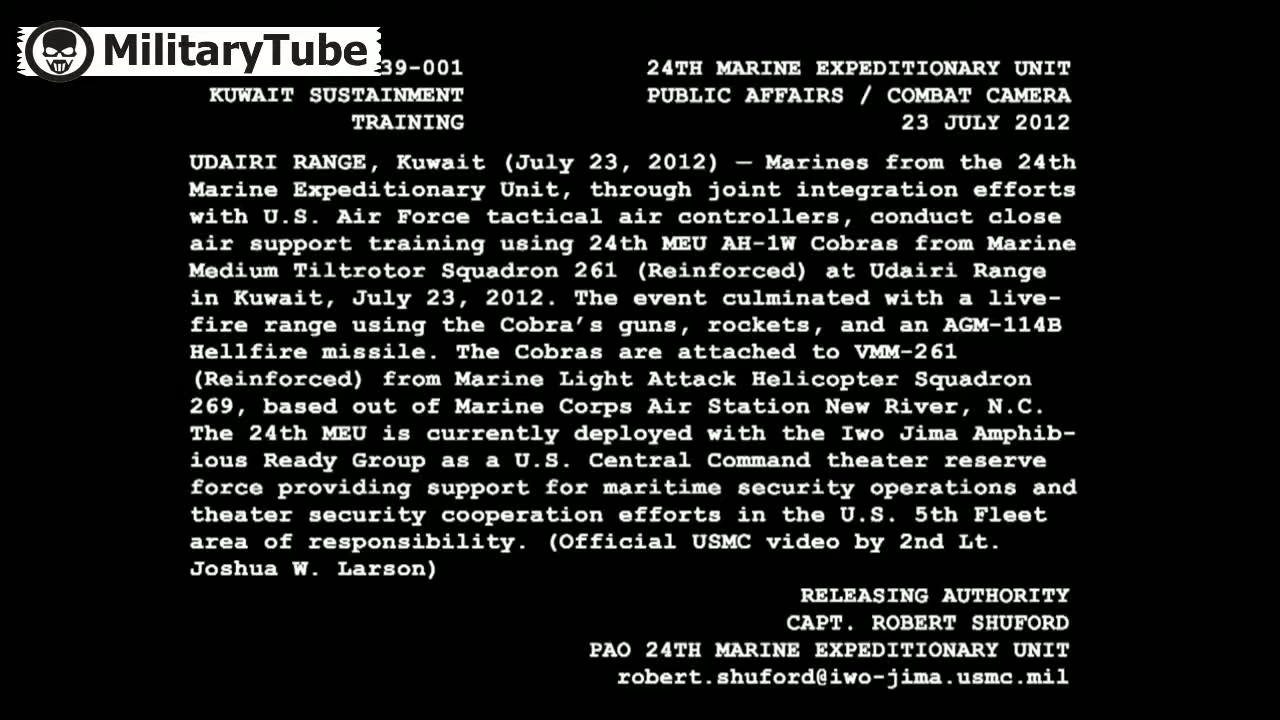 MilitaryTube
39-001
KUWAIT SUSTAINMENT
TRAINING
24TH MARINE EXPEDITIONARY UNIT
PUBLIC AFFAIRS / COMBAT CAMERA
23 JULY 2012
UDAIRI RANGE, Kuwait (July 23, 2012) — Marines from the 24th
Marine Expeditionary Unit, through joint integration efforts
with U.S. Air Force tactical air controllers, conduct close
air support training using 24th MEU AH-1W Cobras from Marine
Medium Tiltrotor Squadron 261 (Reinforced) at Udairi Range
in Kuwait, July 23, 2012. The event culminated with a live-
fire range using the Cobra’s guns, rockets, and an AGM-114B
Hellfire missile. The Cobras are attached to VMM-261
(Reinforced) from Marine Light Attack Helicopter Squadron
269, based out of Marine Corps Air Station New River, N.C.
The 24th MEU is currently deployed with the Iwo Jima Amphib-
ious Ready Group as a U.S. Central Command theater reserve
force providing support for maritime security operations and
theater security cooperation efforts in the U.S. 5th Fleet
area of responsibility. (Official USMC video by 2nd Lt.
Joshua W. Larson)
RELEASING AUTHORITY
CAPT. ROBERT SHUFORD
PAO 24TH MARINE EXPEDITIONARY UNIT
robert.shuford@iwo-jima.usmc.mil